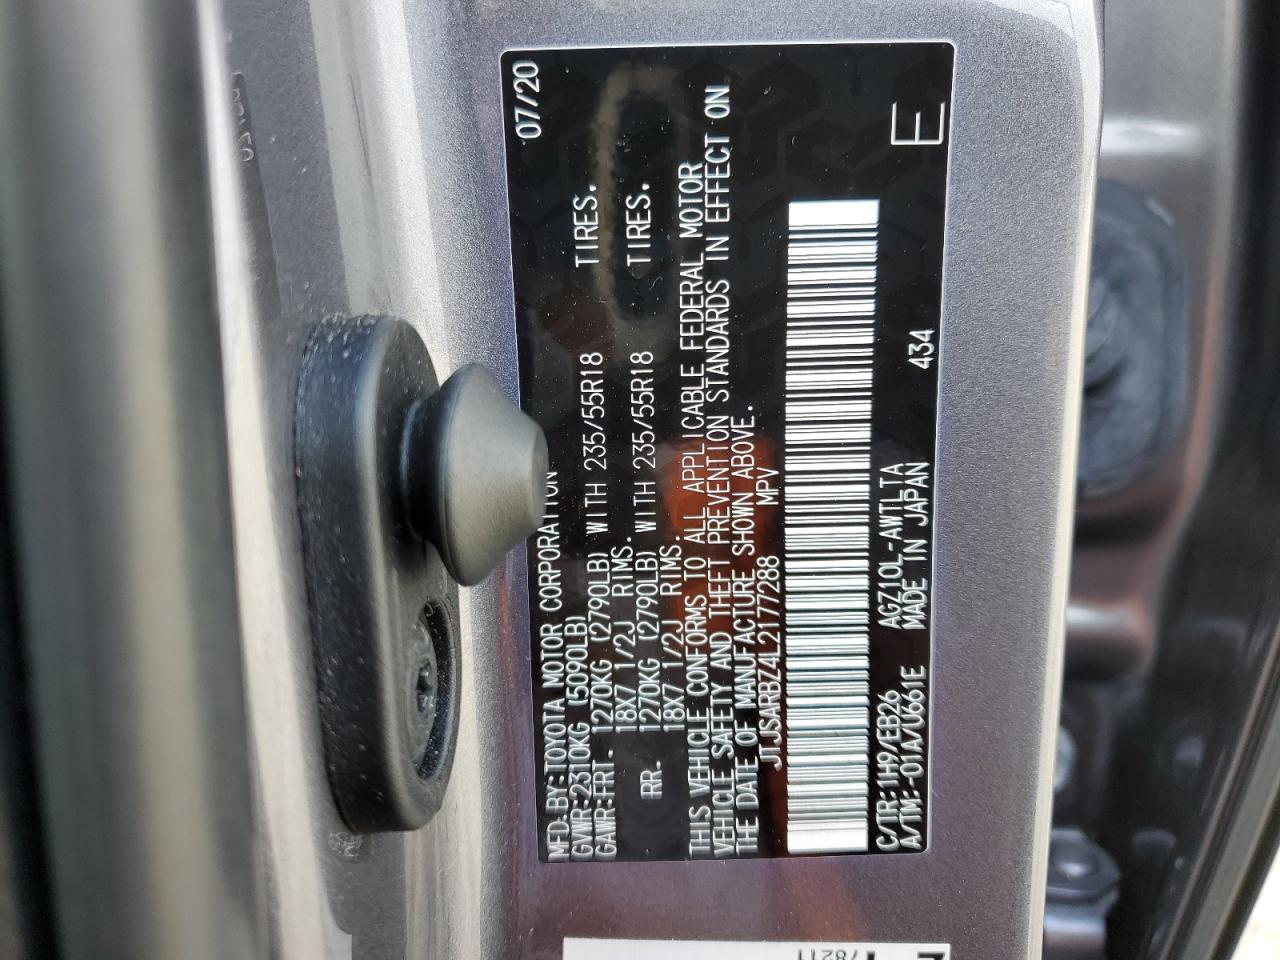 MFD.BY:TOYOTA MOTOR CORPORATION 07/20
GVWR:2310KG (5090LB)
GAWR:FRT. 1270KG (2790LB) WITH 235/55R18 TIRES.
18X7 1/2J RIMS.
RR. 1270KG (2790LB) WITH 235/55R18 TIRES.
18X7 1/2J RIMS.
THIS VEHICLE CONFORMS TO ALL APPLICABLE FEDERAL MOTOR
VEHICLE SAFETY AND THEFT PREVENTION STANDARDS IN EFFECT ON
THE DATE OF MANUFACTURE SHOWN ABOVE.
JTJSARBZ4L2177288 MPV
C/TR:1H9/EB26 AGZ10L-AWTLTA
A/TM:-01A/U661E MADE IN JAPAN 434 E
78211